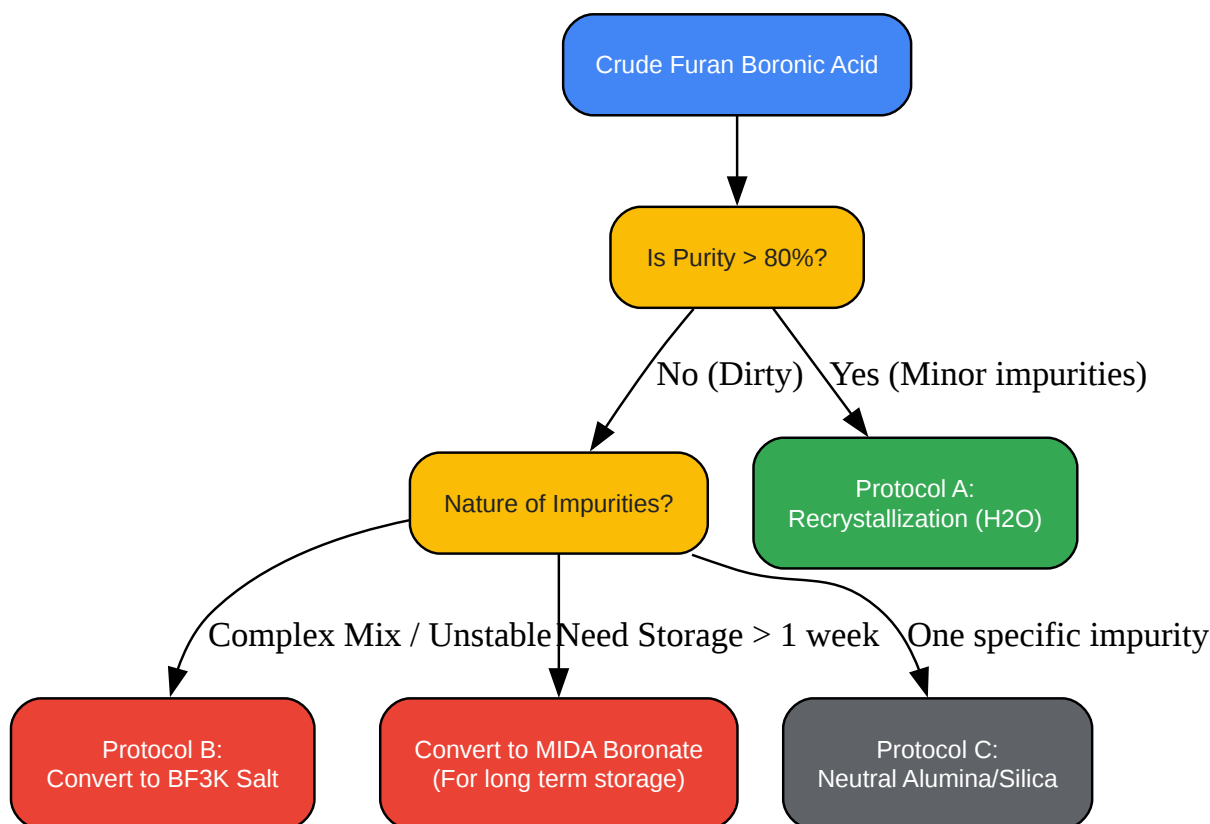 Crude Furan Boronic Acid
Is Purity > 80%?
No (Dirty)
Yes (Minor impurities)
Nature of Impurities?
Protocol A:
Recrystallization (H2O)
Complex Mix / Unstable
Need Storage > 1 week
One specific impurity
Protocol B:
Convert to BF3K Salt
Convert to MIDA Boronate
(For long term storage)
Protocol C:
Neutral Alumina/Silica